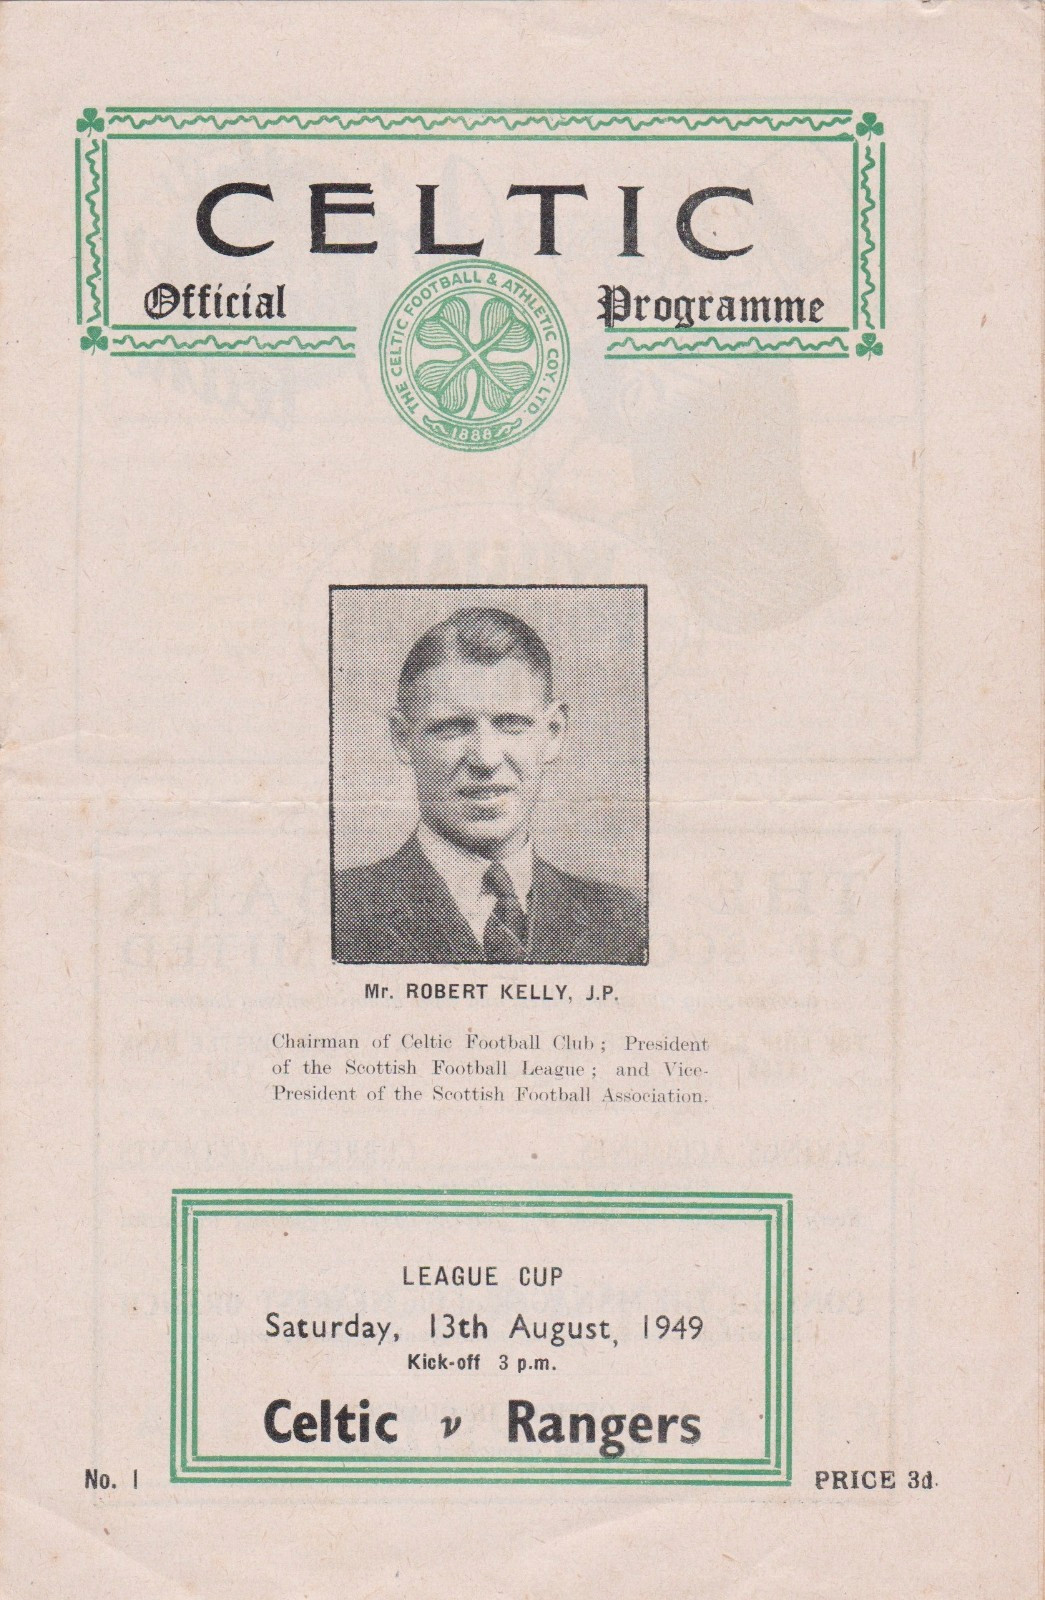 CELTIC
Official Programme
THE CELTIC FOOTBALL & ATHLETIC COY. LTD.
1888
Mr. ROBERT KELLY, J.P.
Chairman of Celtic Football Club ; President
of the Scottish Football League ; and Vice-
President of the Scottish Football Association.
LEAGUE CUP
Saturday, 13th August, 1949
Kick-off 3 p.m.
Celtic v Rangers
No. 1
PRICE 3d.